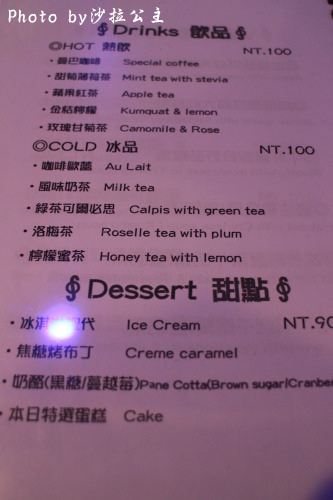 Photo by沙拉公主
∮Drinks 飲品∮
◎HOT 熱飲 NT.100
・曼巴咖啡 Special coffee
・甜菊薄荷茶 Mint tea with stevia
・蘋果紅茶 Apple tea
・金桔檸檬 Kumquat & lemon
・玫瑰甘菊茶 Camomile & Rose
◎COLD 冰品 NT.100
・咖啡歐蕾 Au Lait
・風味奶茶 Milk tea
・綠茶可爾必思 Calpis with green tea
・洛梅茶 Roselle tea with plum
・檸檬蜜茶 Honey tea with lemon
∮Dessert 甜點∮
・冰淇 代 Ice Cream NT.90
・焦糖烤布丁 Creme caramel
・奶酪(黑糖/蔓越莓)Pane Cotta(Brown sugar/Cranbe
・本日特選蛋糕 Cake